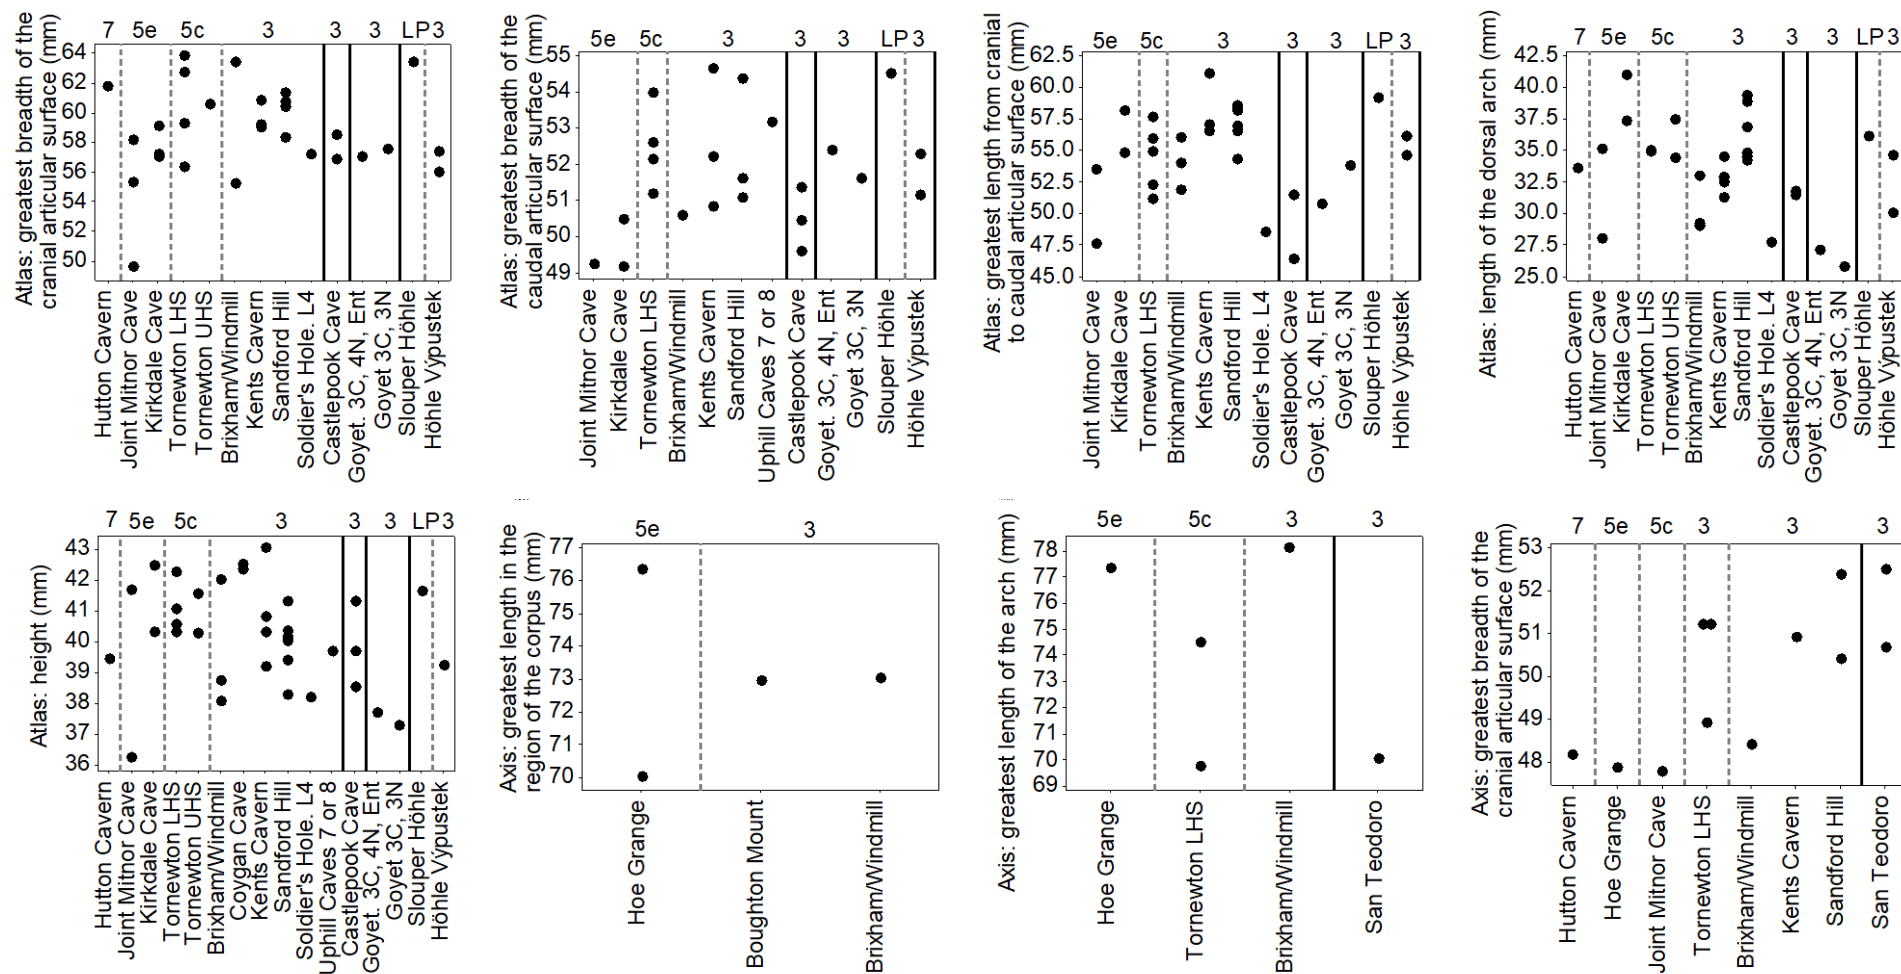 7 5e 5c 3 3 3 LP 3
Atlas: greatest breadth of the
cranial articular surface (mm)
64
62
60
58
56
54
52
50
Hutton Cavern
Joint Mitnor Cave
Kirkdale Cave
Tornewton LHS
Tornewton UHS
Brixham/Windmill
Kents Cavern
Sandford Hill
Soldier's Hole. L4
Castlepook Cave
Goyet. 3C, 4N, Ent
Goyet 3C, 3N
Slouper Höhle
Höhle Výpustek
5e 5c 3 3 3 LP 3
Atlas: greatest breadth of the
caudal articular surface (mm)
55
54
53
52
51
50
49
Joint Mitnor Cave
Kirkdale Cave
Tornewton LHS
Brixham/Windmill
Kents Cavern
Sandford Hill
Uphill Caves 7 or 8
Castlepook Cave
Goyet. 3C, 4N, Ent
Goyet 3C, 3N
Slouper Höhle
Höhle Výpustek
5e 5c 3 3 3 LP 3
Atlas: greatest length from cranial
to caudal articular surface (mm)
62.5
60.0
57.5
55.0
52.5
50.0
47.5
45.0
Joint Mitnor Cave
Kirkdale Cave
Tornewton LHS
Brixham/Windmill
Kents Cavern
Sandford Hill
Soldier's Hole. L4
Castlepook Cave
Goyet. 3C, 4N, Ent
Goyet 3C, 3N
Slouper Höhle
Höhle Výpustek
7 5e 5c 3 3 3 LP 3
Atlas: length of the dorsal arch (mm)
42.5
40.0
37.5
35.0
32.5
30.0
27.5
25.0
Hutton Cavern
Joint Mitnor Cave
Kirkdale Cave
Tornewton LHS
Tornewton UHS
Brixham/Windmill
Kents Cavern
Sandford Hill
Soldier's Hole. L4
Castlepook Cave
Goyet. 3C, 4N, Ent
Goyet 3C, 3N
Slouper Höhle
Höhle Výpustek
7 5e 5c 3 3 3 LP 3
Atlas: height (mm)
43
42
41
40
39
38
37
36
Hutton Cavern
Joint Mitnor Cave
Kirkdale Cave
Tornewton LHS
Tornewton UHS
Brixham/Windmill
Coygan Cave
Kents Cavern
Sandford Hill
Soldier's Hole. L4
Uphill Caves 7 or 8
Castlepook Cave
Goyet. 3C, 4N, Ent
Goyet 3C, 3N
Slouper Höhle
Höhle Výpustek
5e 3
Axis: greatest length in the
region of the corpus (mm)
77
76
75
74
73
72
71
70
Hoe Grange
Boughton Mount
Brixham/Windmill
5e 5c 3 3
Axis: greatest length of the arch (mm)
78
77
76
75
74
73
72
71
70
69
Hoe Grange
Tornewton LHS
Brixham/Windmill
San Teodoro
7 5e 5c 3 3 3
Axis: greatest breadth of the
cranial articular surface (mm)
53
52
51
50
49
48
Hutton Cavern
Hoe Grange
Joint Mitnor Cave
Tornewton LHS
Brixham/Windmill
Kents Cavern
Sandford Hill
San Teodoro